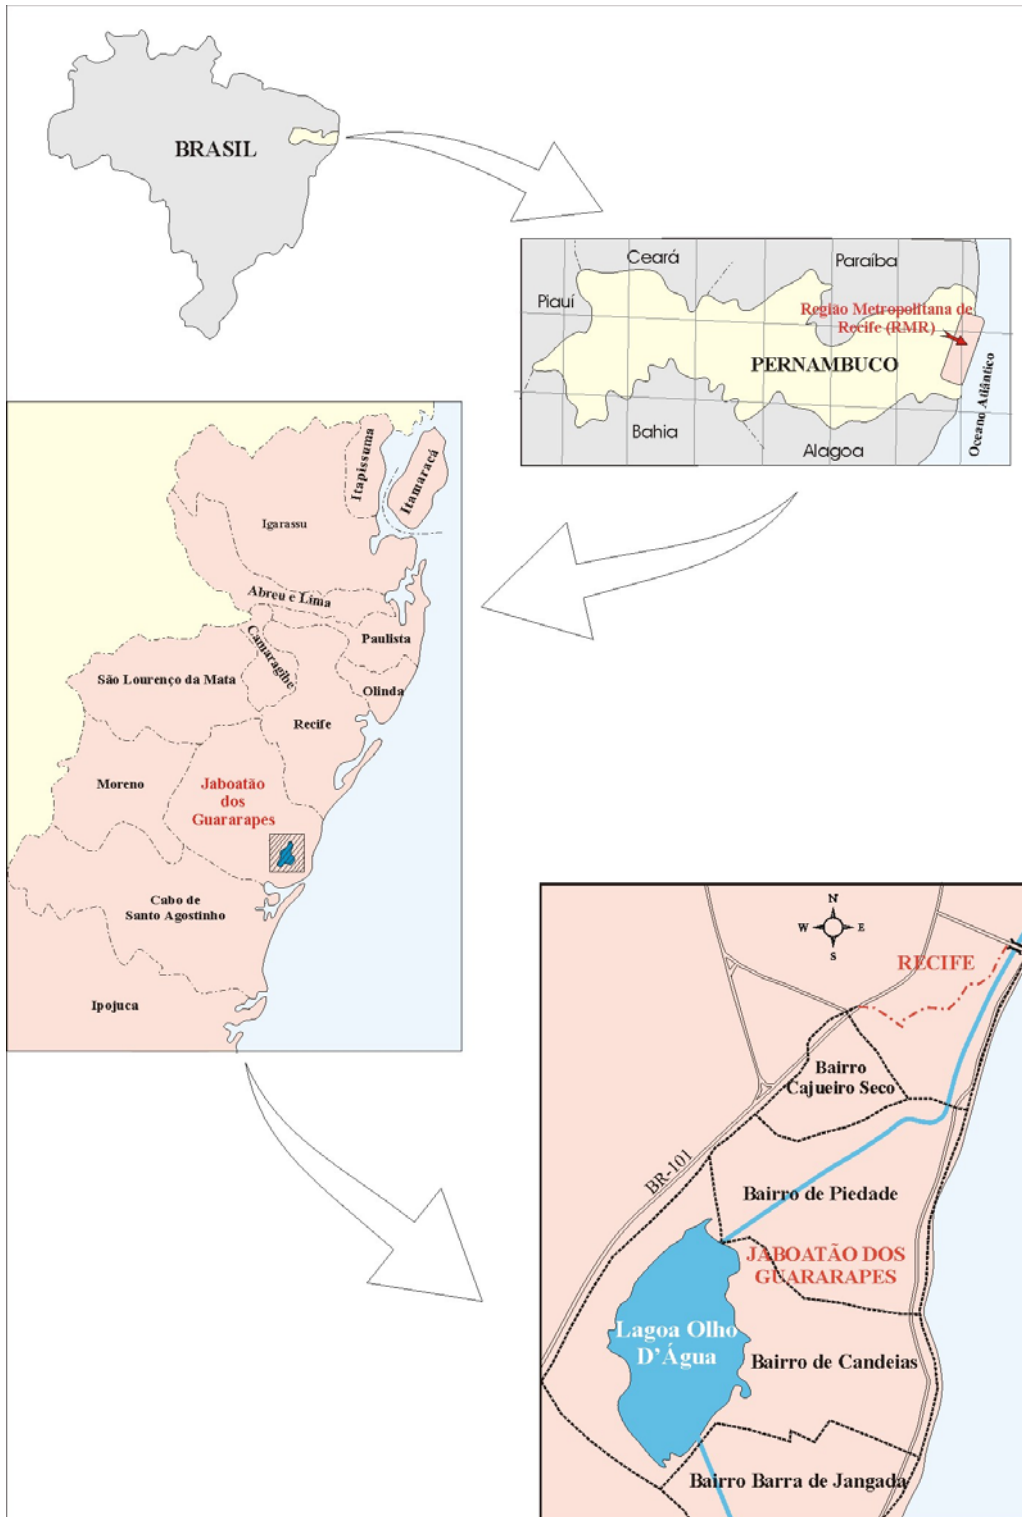 BRASIL
Ceará
Paraíba
Piauí
Região Metropolitana de
Recife (RMR)
PERNAMBUCO
Oceano Atlântico
Bahia
Alagoa
Itapissuma
Itamaracá
Igarassu
Abreu e Lima
Camaragibe
Paulista
São Lourenço da Mata
Olinda
Recife
Moreno
Jaboatão
dos
Guararapes
Cabo de
Santo Agostinho
Ipojuca
N
W
E
S
RECIFE
Bairro
Cajueiro Seco
BR-101
Bairro de Piedade
JABOATÃO DOS
GUARARAPES
Lagoa Olho
D'Água
Bairro de Candeias
Bairro Barra de Jangada